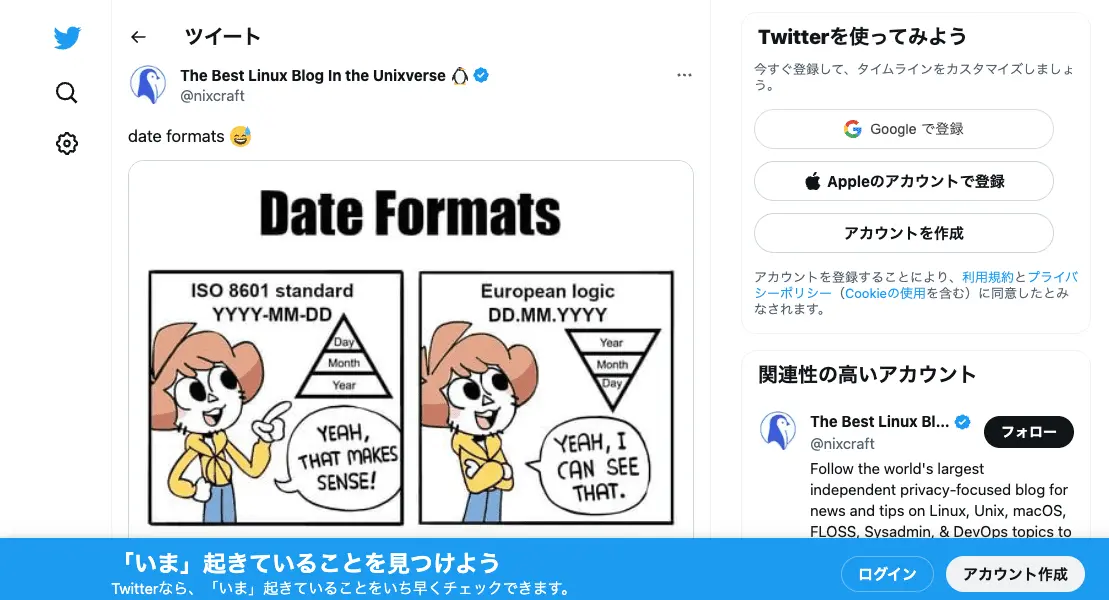 ツイート
The Best Linux Blog In the Unixverse
@nixcraft
date formats
Date Formats
ISO 8601 standard
YYYY-MM-DD
Day
Month
Year
YEAH,
THAT MAKES
SENSE!
European logic
DD.MM.YYYY
Year
Month
Day
YEAH, I
CAN SEE
THAT.
Twitterを使ってみよう
今すぐ登録して、タイムラインをカスタマイズしましょ
う。
Google で登録
Appleのアカウントで登録
アカウントを作成
アカウントを登録することにより、利用規約とプライバ
シーポリシー（Cookieの使用を含む）に同意したとみ
なされます。
関連性の高いアカウント
The Best Linux Bl...
@nixcraft
フォロー
Follow the world's largest
independent privacy-focused blog for
news and tips on Linux, Unix, macOS,
FLOSS, Sysadmin, & DevOps topics to
「いま」起きていることを見つけよう
Twitterなら、「いま」起きていることをいち早くチェックできます。
ログイン
アカウント作成